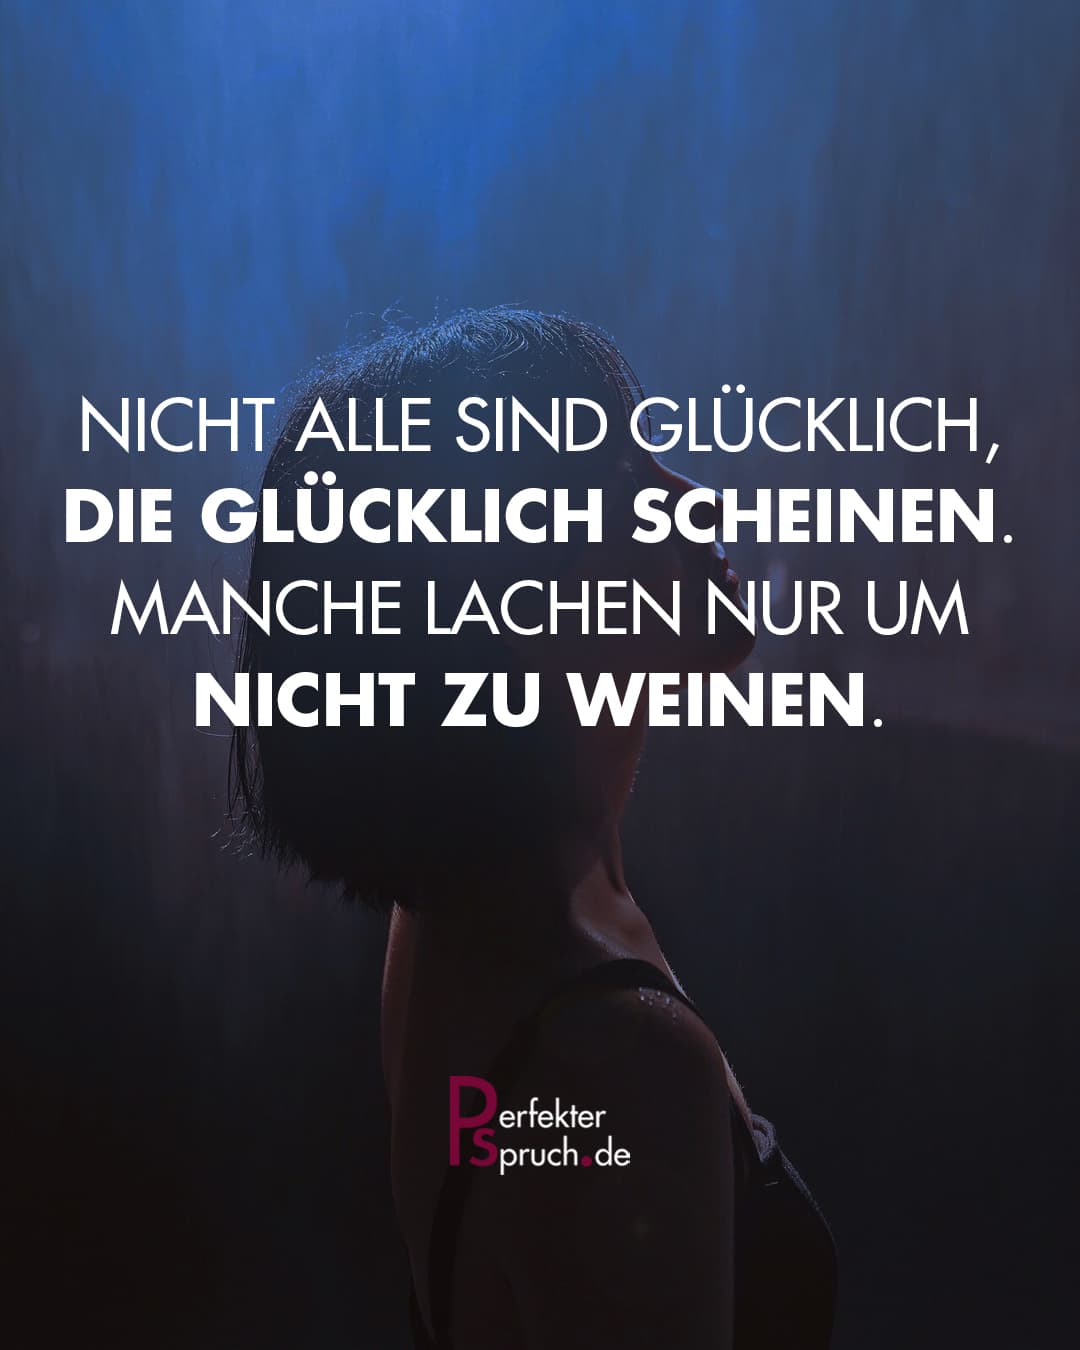 NICHT ALLE SIND GLÜCKLICH,
DIE GLÜCKLICH SCHEINEN.
MANCHE LACHEN NUR UM
NICHT ZU WEINEN.
Perfekter
Spruch.de